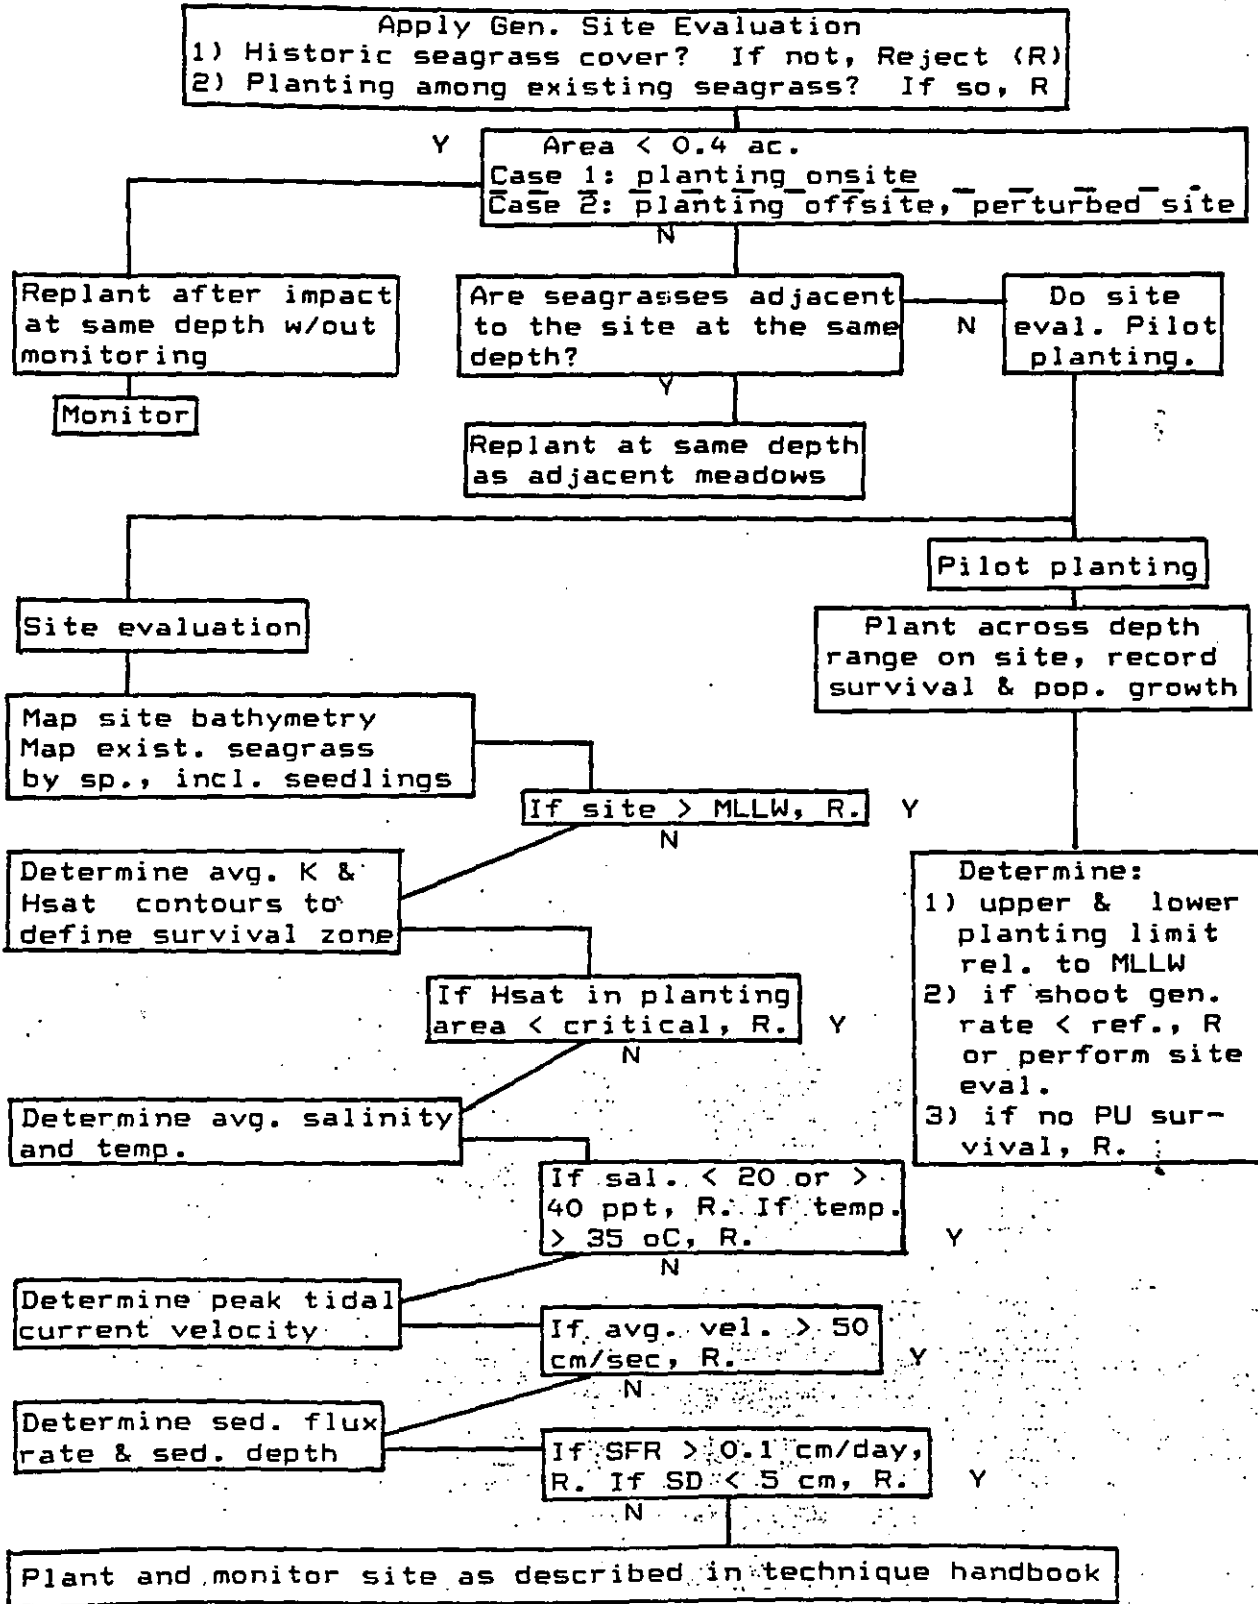 Apply Gen. Site Evaluation
1) Historic seagrass cover? If not, Reject (R)
2) Planting among existing seagrass? If so, R
Y
Area < 0.4 ac.
Case 1: planting onsite
Case 2: planting offsite, perturbed site
N
Replant after impact
at same depth w/out
monitoring
Monitor
Are seagrasses adjacent
to the site at the same
depth?
N
Y
Do site
eval. Pilot
planting.
Replant at same depth
as adjacent meadows
Pilot planting
Site evaluation
Plant across depth
range on site, record
survival & pop. growth
Map site bathymetry
Map exist. seagrass
by sp., incl. seedlings
If site > MLLW, R.
Y
N
Determine avg. K &
Hsat contours to
define survival zone
Determine:
1) upper & lower
planting limit
rel. to MLLW
2) if shoot gen.
rate < ref., R
or perform site
eval.
3) if no PU sur-
vival, R.
If Hsat in planting
area < critical, R.
Y
N
Determine avg. salinity
and temp.
If sal. < 20 or >
40 ppt, R. If temp.
> 35 oC, R.
Y
N
Determine peak tidal
current velocity
If avg. vel. > 50
cm/sec, R.
Y
N
Determine sed. flux
rate & sed. depth
If SFR > 0.1 cm/day,
R. If SD < 5 cm, R.
Y
N
Plant and monitor site as described in technique handbook